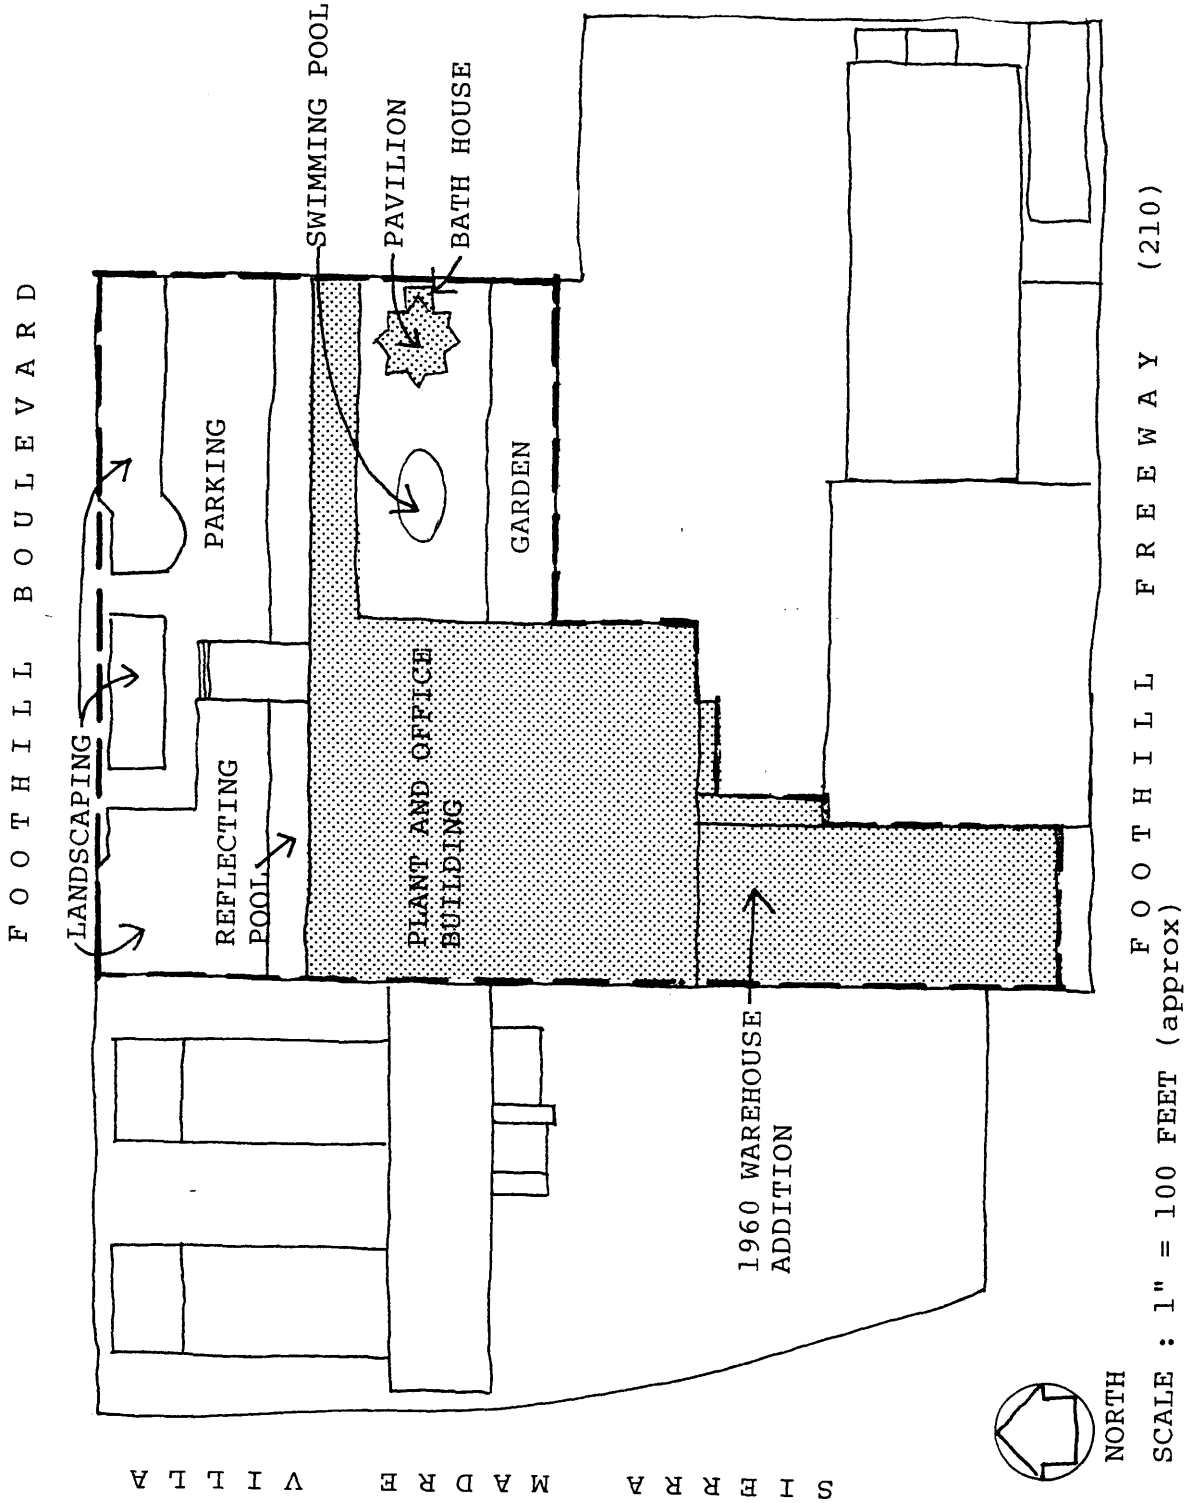 FOOTHILL BOULEVARD
LANDSCAPING
PARKING
REFLECTING
POOL
SWIMMING POOL
PAVILION
BATH HOUSE
GARDEN
PLANT AND OFFICE
BUILDING
1960 WAREHOUSE
ADDITION
FOOTHILL FREEWAY (210)
SIERRA MADRE VILLA
NORTH
SCALE : 1" = 100 FEET (approx)